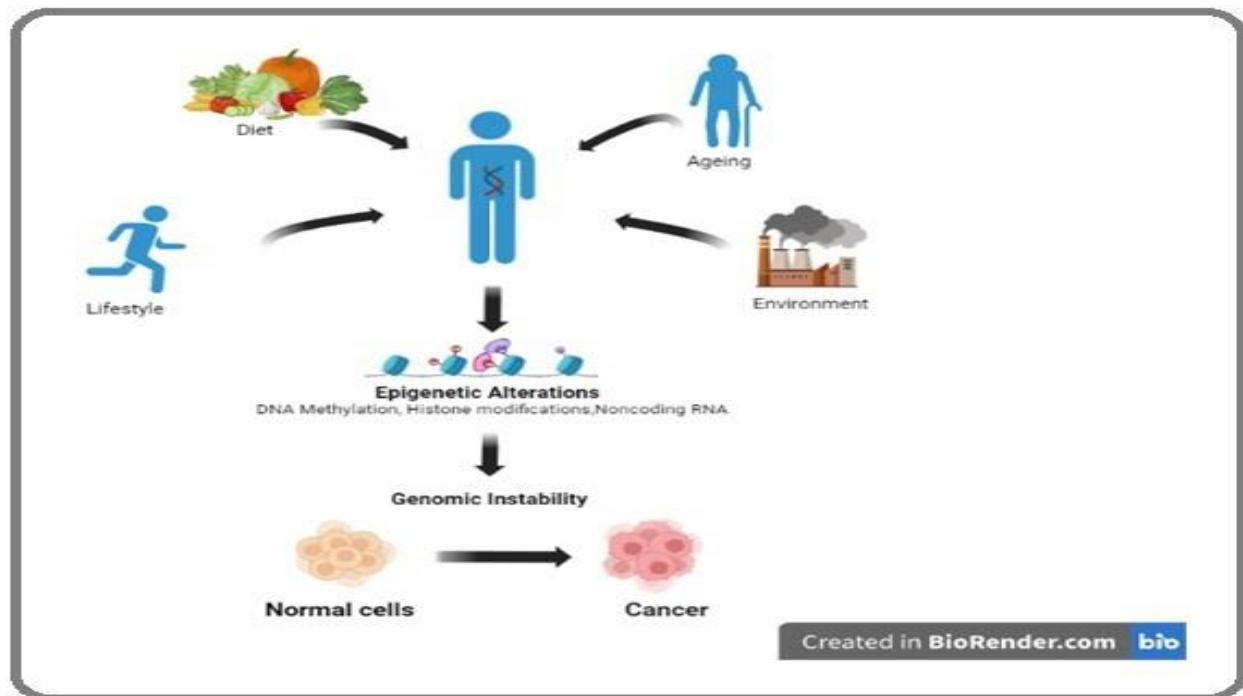 Diet
Ageing
Lifestyle
Environment
Epigenetic Alterations
DNA Methylation, Histone modifications,Noncoding RNA
Genomic Instability
Normal cells
Cancer
Created in BioRender.com bio